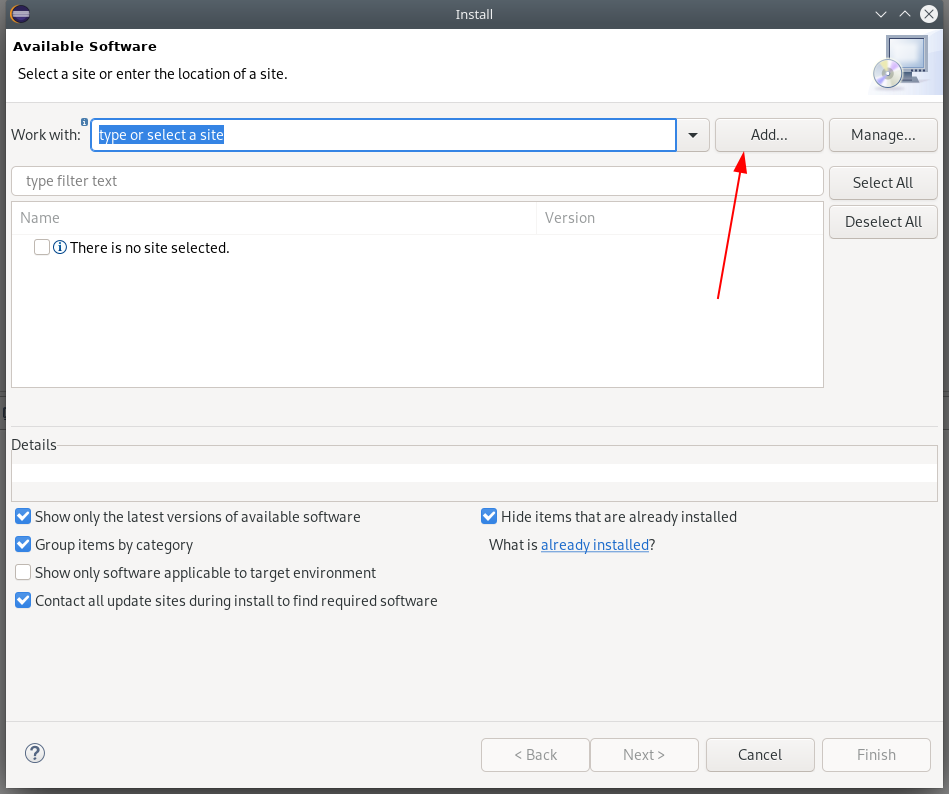 Install
Available Software
Select a site or enter the location of a site.
Work with: type or select a site Add... Manage...
type filter text Select All
Name Version Deselect All
There is no site selected.
Details
Show only the latest versions of available software Hide items that are already installed
Group items by category What is already installed?
Show only software applicable to target environment
Contact all update sites during install to find required software
? < Back Next > Cancel Finish